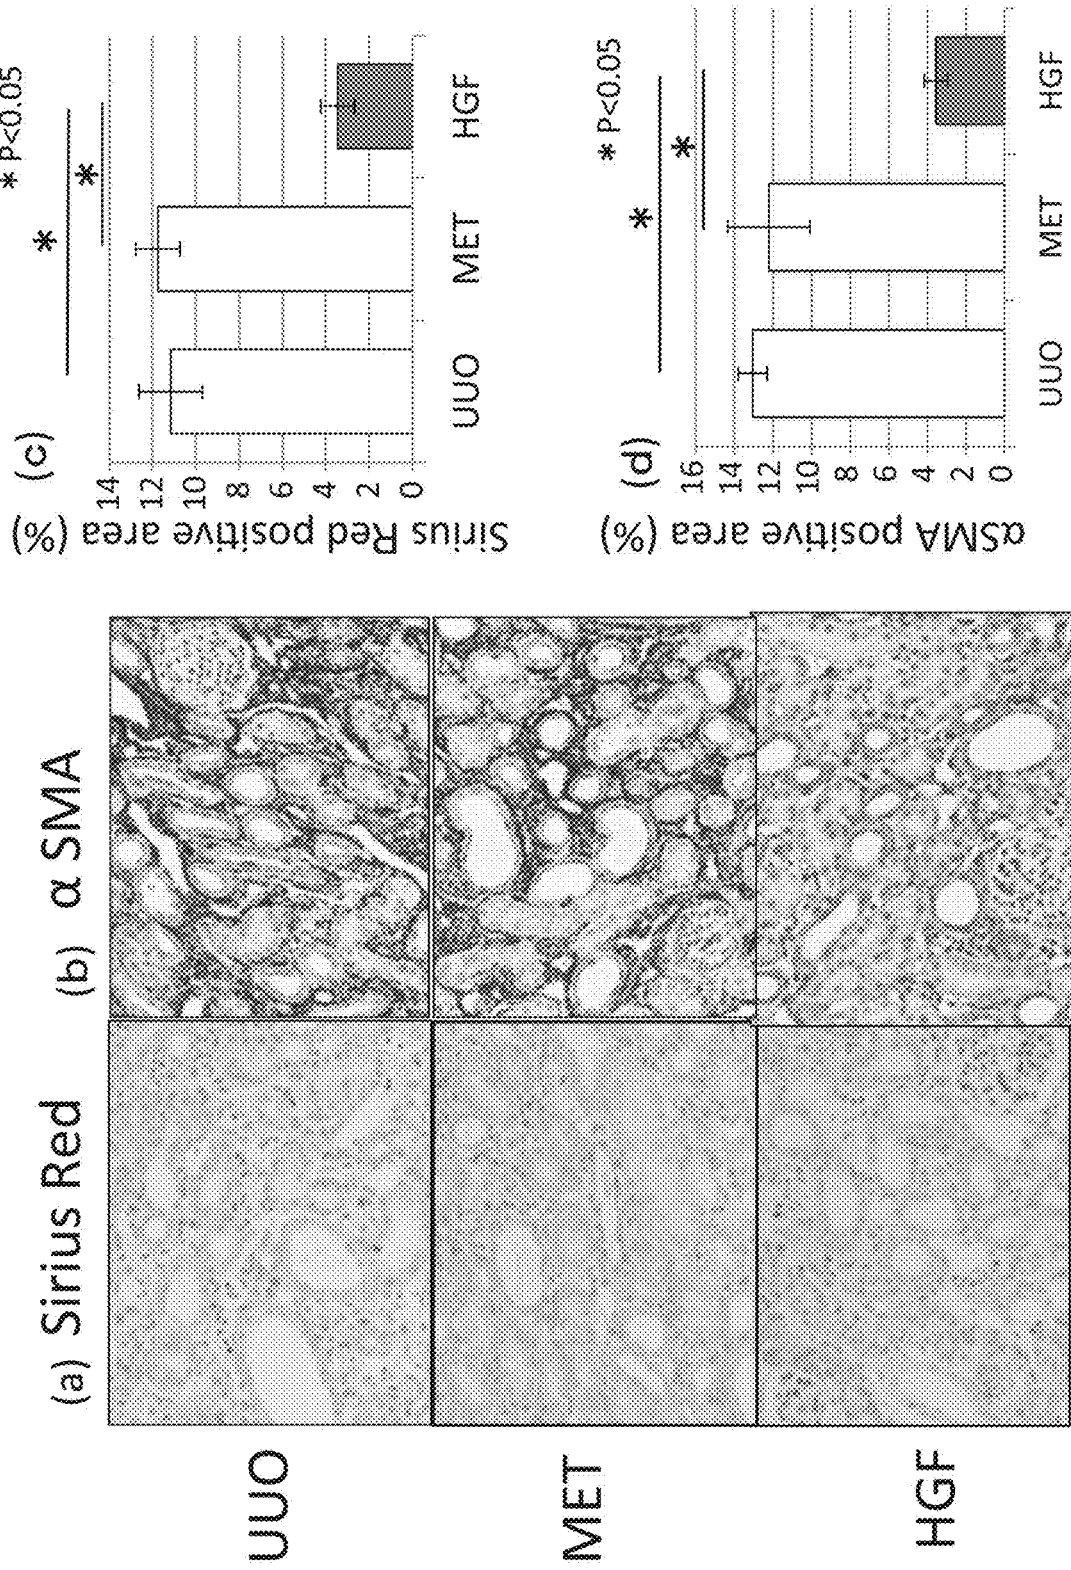 (a) Sirius Red
(b) α SMA
UUO
MET
HGF
(c)
* P<0.05
*
*
Sirius Red positive area (%)
14
12
10
8
6
4
2
0
UUO
MET
HGF
(d)
* P<0.05
*
*
αSMA positive area (%)
16
14
12
10
8
6
4
2
0
UUO
MET
HGF